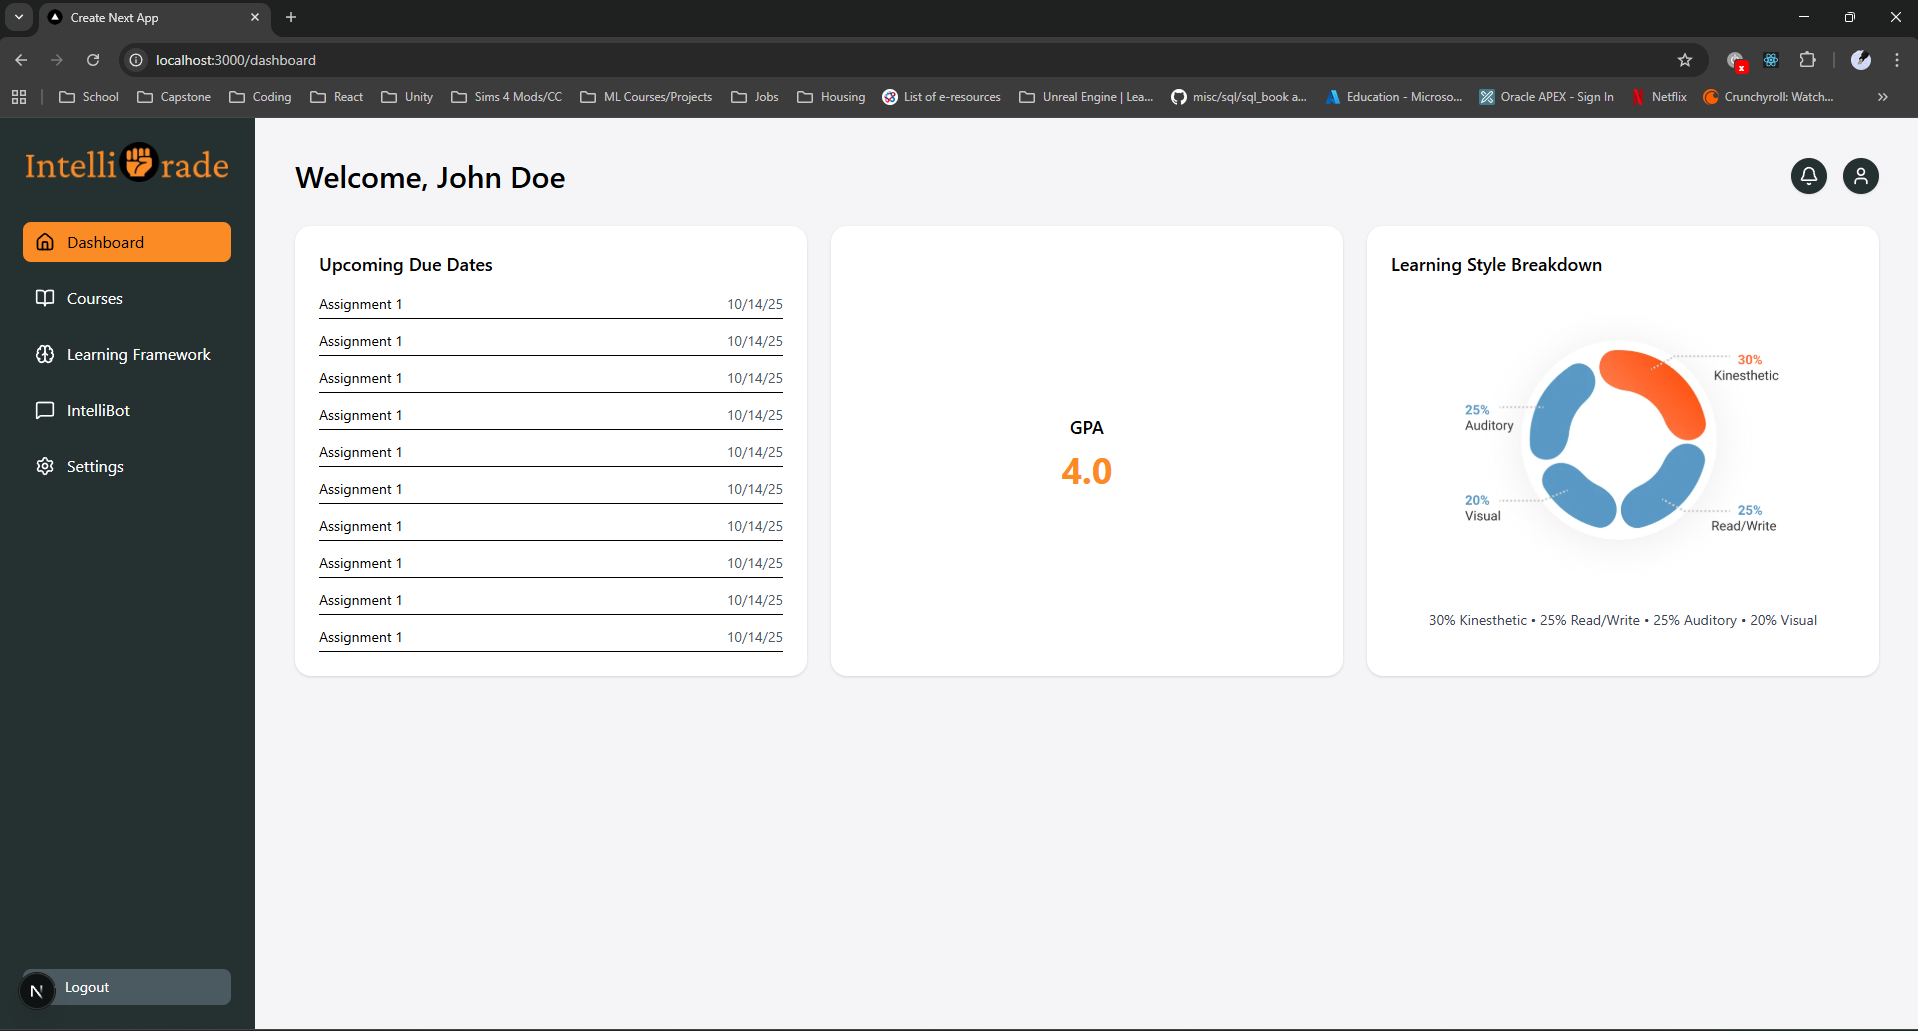 Create Next App
localhost:3000/dashboard
School Capstone Coding React Unity Sims 4 Mods/CC ML Courses/Projects Jobs Housing List of e-resources Unreal Engine | Lea... misc/sql/sql_book a... Education - Microso... Oracle APEX - Sign In Netflix Crunchyroll: Watch...
Intelli rade
Dashboard
Courses
Learning Framework
IntelliBot
Settings
N Logout
Welcome, John Doe
Upcoming Due Dates
Assignment 1 10/14/25
Assignment 1 10/14/25
Assignment 1 10/14/25
Assignment 1 10/14/25
Assignment 1 10/14/25
Assignment 1 10/14/25
Assignment 1 10/14/25
Assignment 1 10/14/25
Assignment 1 10/14/25
Assignment 1 10/14/25
GPA
4.0
Learning Style Breakdown
30%
Kinesthetic
25%
Auditory
20%
Visual
25%
Read/Write
30% Kinesthetic • 25% Read/Write • 25% Auditory • 20% Visual